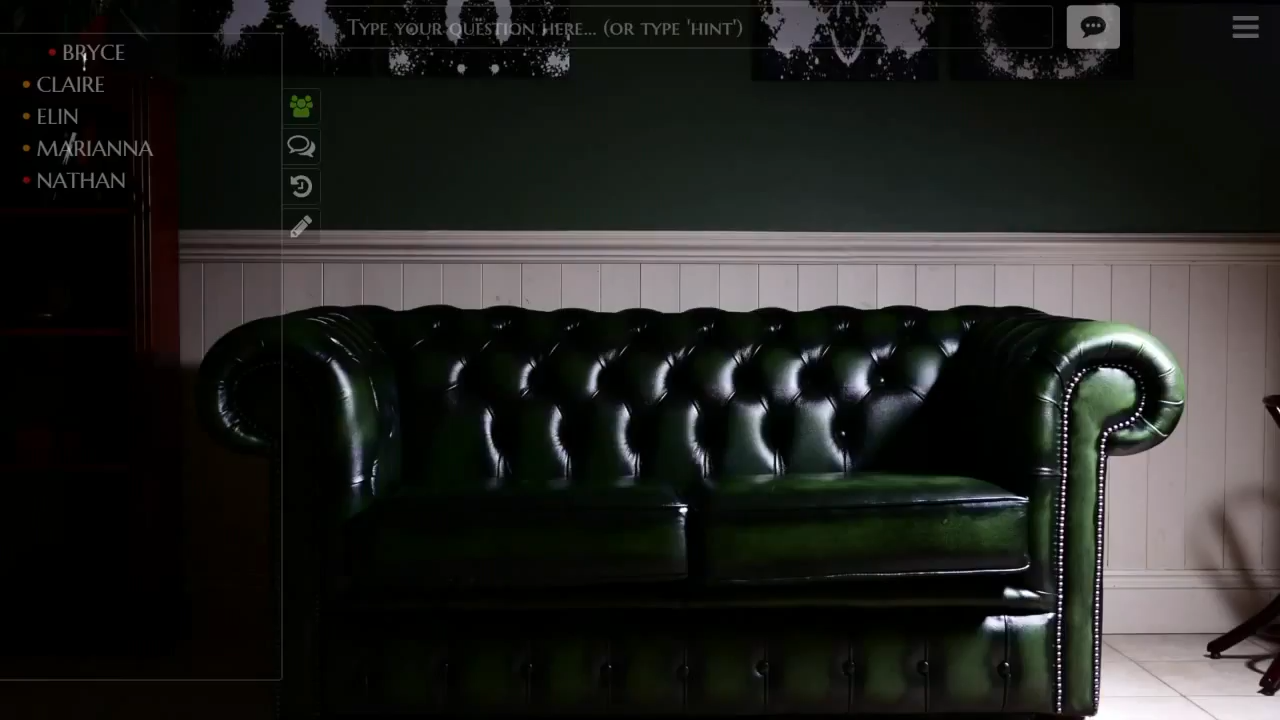 Type your question here... (or type 'hint')
BRYCE
CLAIRE
ELIN
MARIANNA
NATHAN